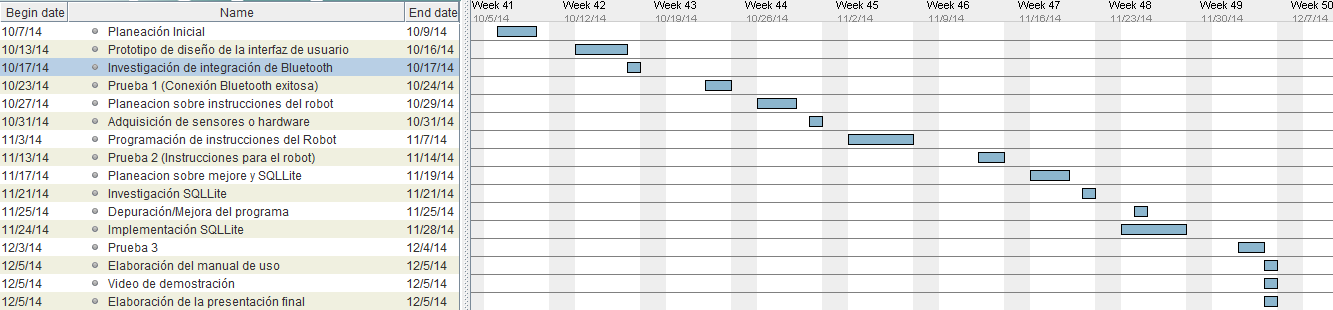 Begin date Name End date Week 41 Week 42 Week 43 Week 44 Week 45 Week 46 Week 47 Week 48 Week 49 Week 50
10/5/14 10/12/14 10/19/14 10/26/14 11/2/14 11/9/14 11/16/14 11/23/14 11/30/14 12/7/14
10/7/14 Planeación Inicial 10/9/14
10/13/14 Prototipo de diseño de la interfaz de usuario 10/16/14
10/17/14 Investigación de integración de Bluetooth 10/17/14
10/23/14 Prueba 1 (Conexión Bluetooth exitosa) 10/24/14
10/27/14 Planeacion sobre instrucciones del robot 10/29/14
10/31/14 Adquisición de sensores o hardware 10/31/14
11/3/14 Programación de instrucciones del Robot 11/7/14
11/13/14 Prueba 2 (Instrucciones para el robot) 11/14/14
11/17/14 Planeacion sobre mejore y SQLLite 11/19/14
11/21/14 Investigación SQLLite 11/21/14
11/25/14 Depuración/Mejora del programa 11/25/14
11/24/14 Implementación SQLLite 11/28/14
12/3/14 Prueba 3 12/4/14
12/5/14 Elaboración del manual de uso 12/5/14
12/5/14 Video de demostración 12/5/14
12/5/14 Elaboración de la presentación final 12/5/14